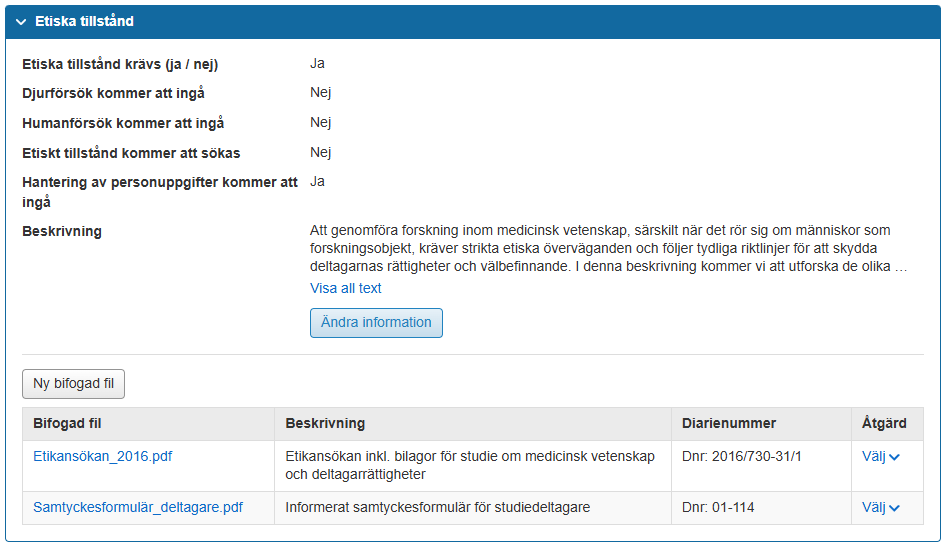 Etiska tillstånd
Etiska tillstånd krävs (ja / nej) Ja
Djurförsök kommer att ingå Nej
Humanförsök kommer att ingå Nej
Etiskt tillstånd kommer att sökas Nej
Hantering av personuppgifter kommer att Ja
ingå
Beskrivning Att genomföra forskning inom medicinsk vetenskap, särskilt när det rör sig om människor som
forskningsobjekt, kräver strikta etiska överväganden och följer tydliga riktlinjer för att skydda
deltagarnas rättigheter och välbefinnande. I denna beskrivning kommer vi att utforska de olika …
Visa all text
Ändra information
Ny bifogad fil
Bifogad fil Beskrivning Diarienummer Åtgärd
Etikansökan_2016.pdf Etikansökan inkl. bilagor för studie om medicinsk vetenskap Dnr: 2016/730-31/1 Välj
och deltagarrättigheter
Samtyckesformulär_deltagare.pdf Informerat samtyckesformulär för studiedeltagare Dnr: 01-114 Välj